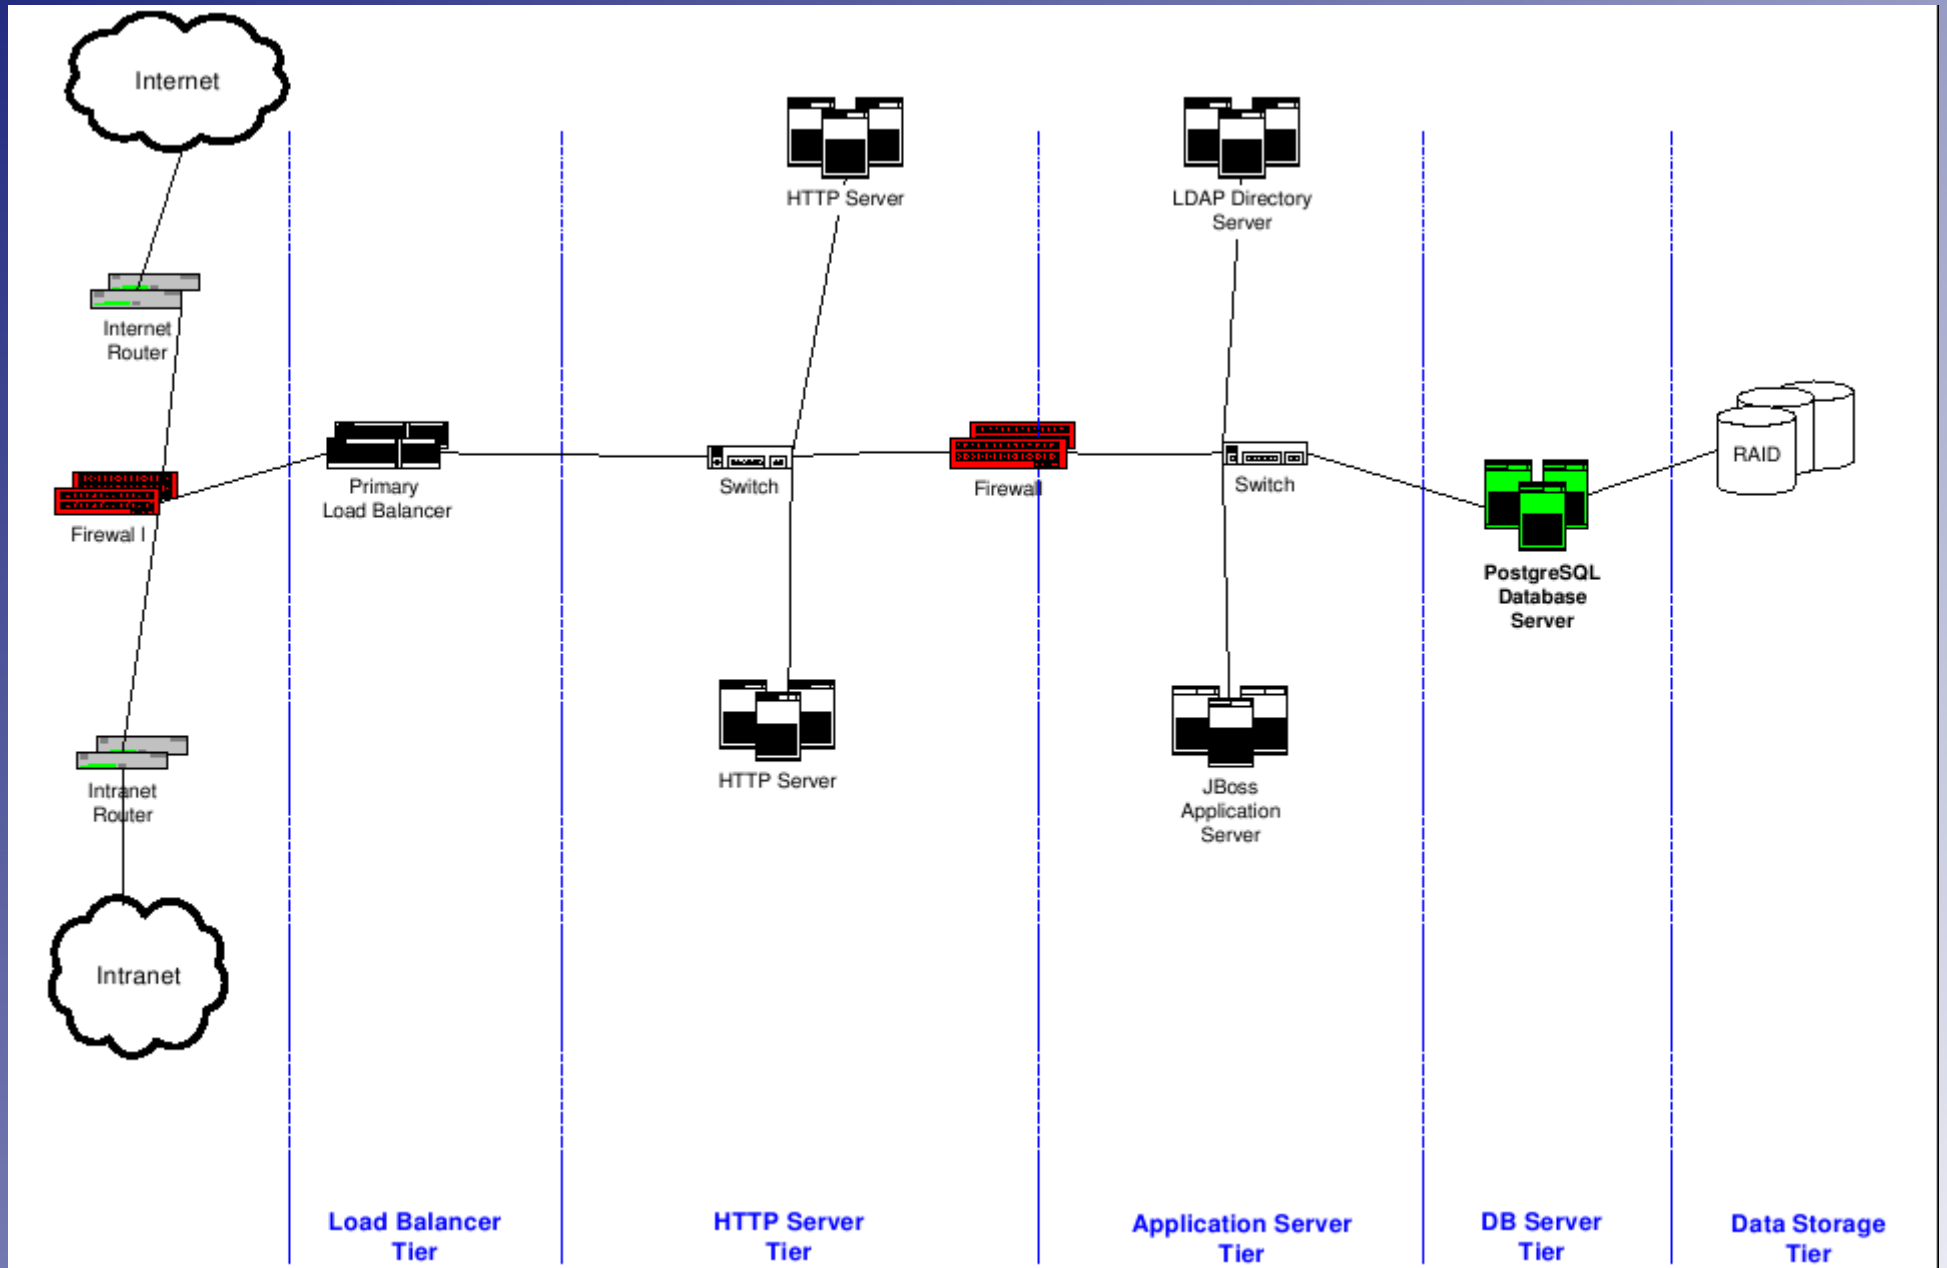 Internet
HTTP Server
LDAP Directory
Server
Internet
Router
Primary
Load Balancer
Switch
Firewall
Switch
RAID
Firewal l
PostgreSQL
Database
Server
HTTP Server
Intranet
Router
JBoss
Application
Server
Intranet
Load Balancer
Tier
HTTP Server
Tier
Application Server
Tier
DB Server
Tier
Data Storage
Tier